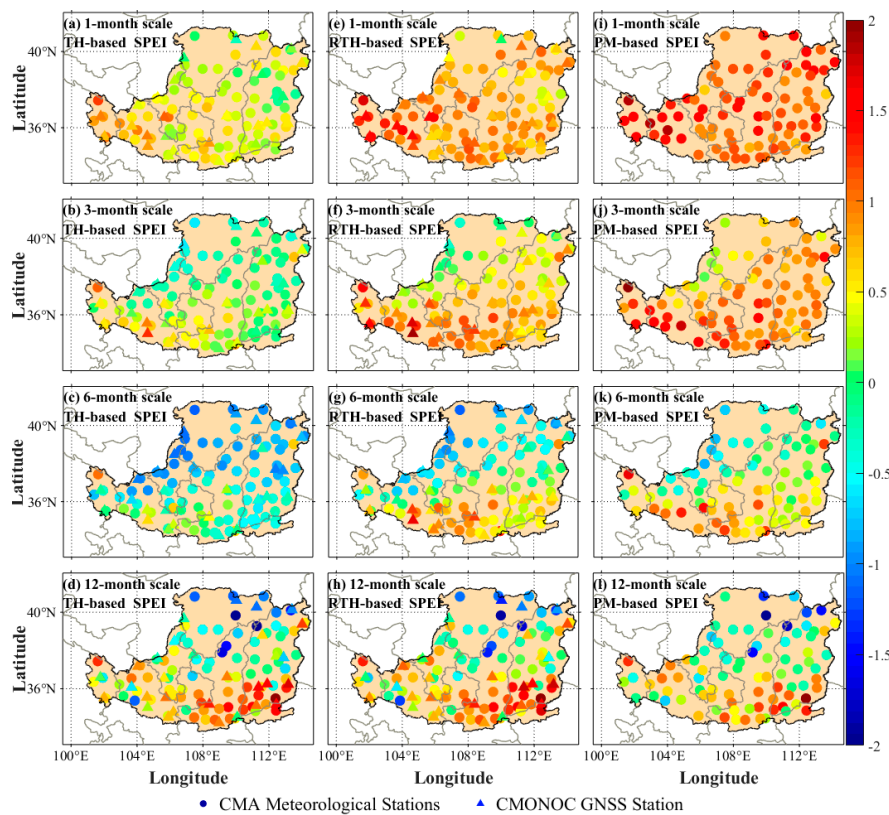 (a) 1-month scale
TH-based SPEI
(e) 1-month scale
RTH-based SPEI
(i) 1-month scale
PM-based SPEI
2
40°N
36°N
Latitude
1.5
(b) 3-month scale
TH-based SPEI
(f) 3-month scale
RTH-based SPEI
(j) 3-month scale
PM-based SPEI
1
40°N
36°N
Latitude
0.5
0
(c) 6-month scale
TH-based SPEI
(g) 6-month scale
RTH-based SPEI
(k) 6-month scale
PM-based SPEI
40°N
36°N
Latitude
-0.5
-1
(d) 12-month scale
TH-based SPEI
(h) 12-month scale
RTH-based SPEI
(l) 12-month scale
PM-based SPEI
40°N
36°N
Latitude
-1.5
-2
100°E 104°E 108°E 112°E 100°E 104°E 108°E 112°E 100°E 104°E 108°E 112°E
Longitude Longitude Longitude
CMA Meteorological Stations CMONOC GNSS Station